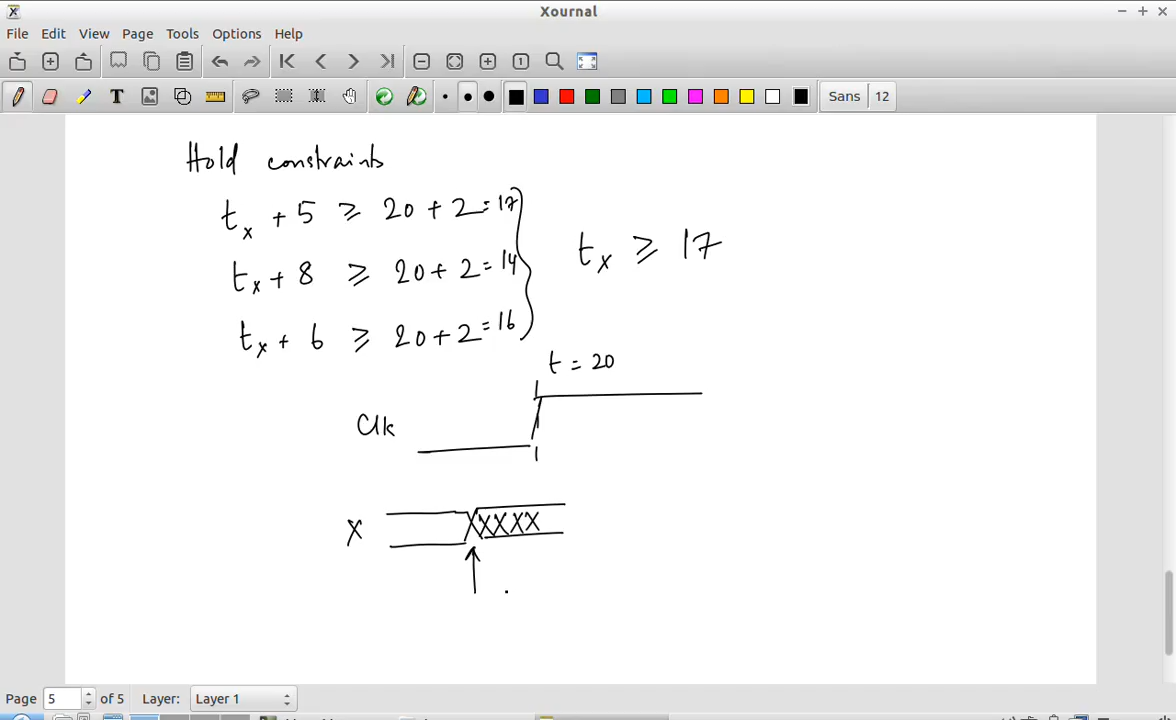 Xournal
File Edit View Page Tools Options Help
Sans 12
Hold constraints
tx + 5 ≥ 20 + 2 = 17
tx + 8 ≥ 20 + 2 = 14
tx + 6 ≥ 20 + 2 = 16
tx ≥ 17
t = 20
Clk
X
XXXXX
Page 5 of 5 Layer: Layer 1